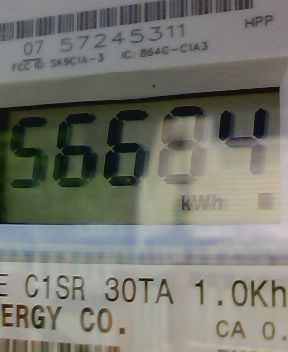 HPP
07 57245311
FCC ID: SK9C1A-3 IC: 864G-C1A3
56684
kWh
E C1SR 30TA 1.0Kh
ERGY CO.
CA 0.